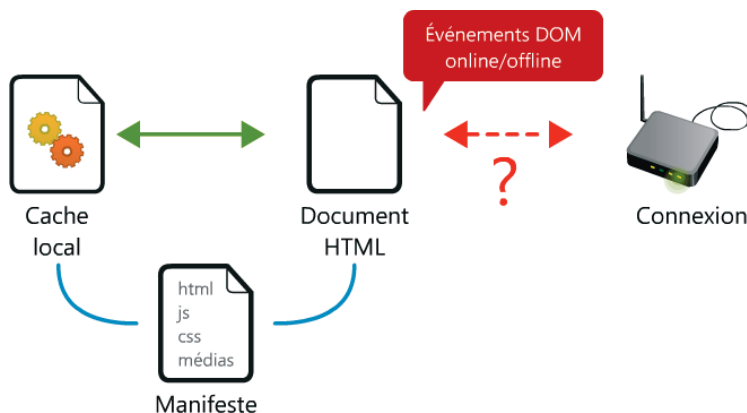 Événements DOM
online/offline
?
Cache
local
Document
HTML
Connexion
html
js
css
médias
Manifeste